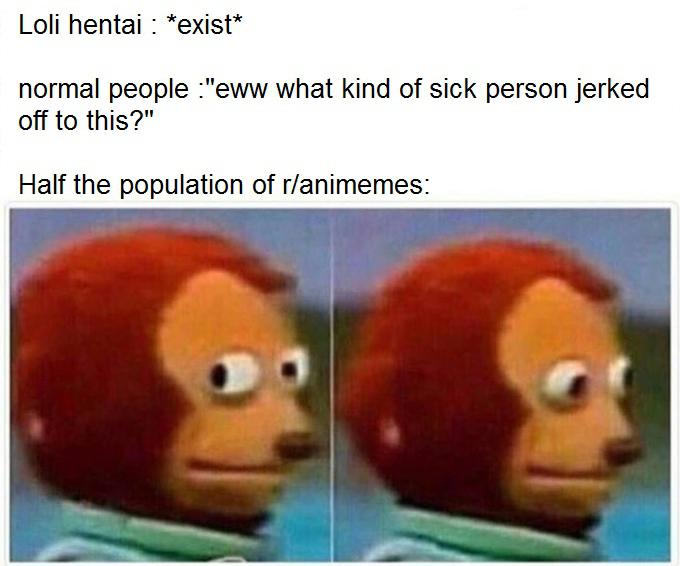 Loli hentai : *exist*
normal people :"eww what kind of sick person jerked
off to this?"
Half the population of r/animemes: